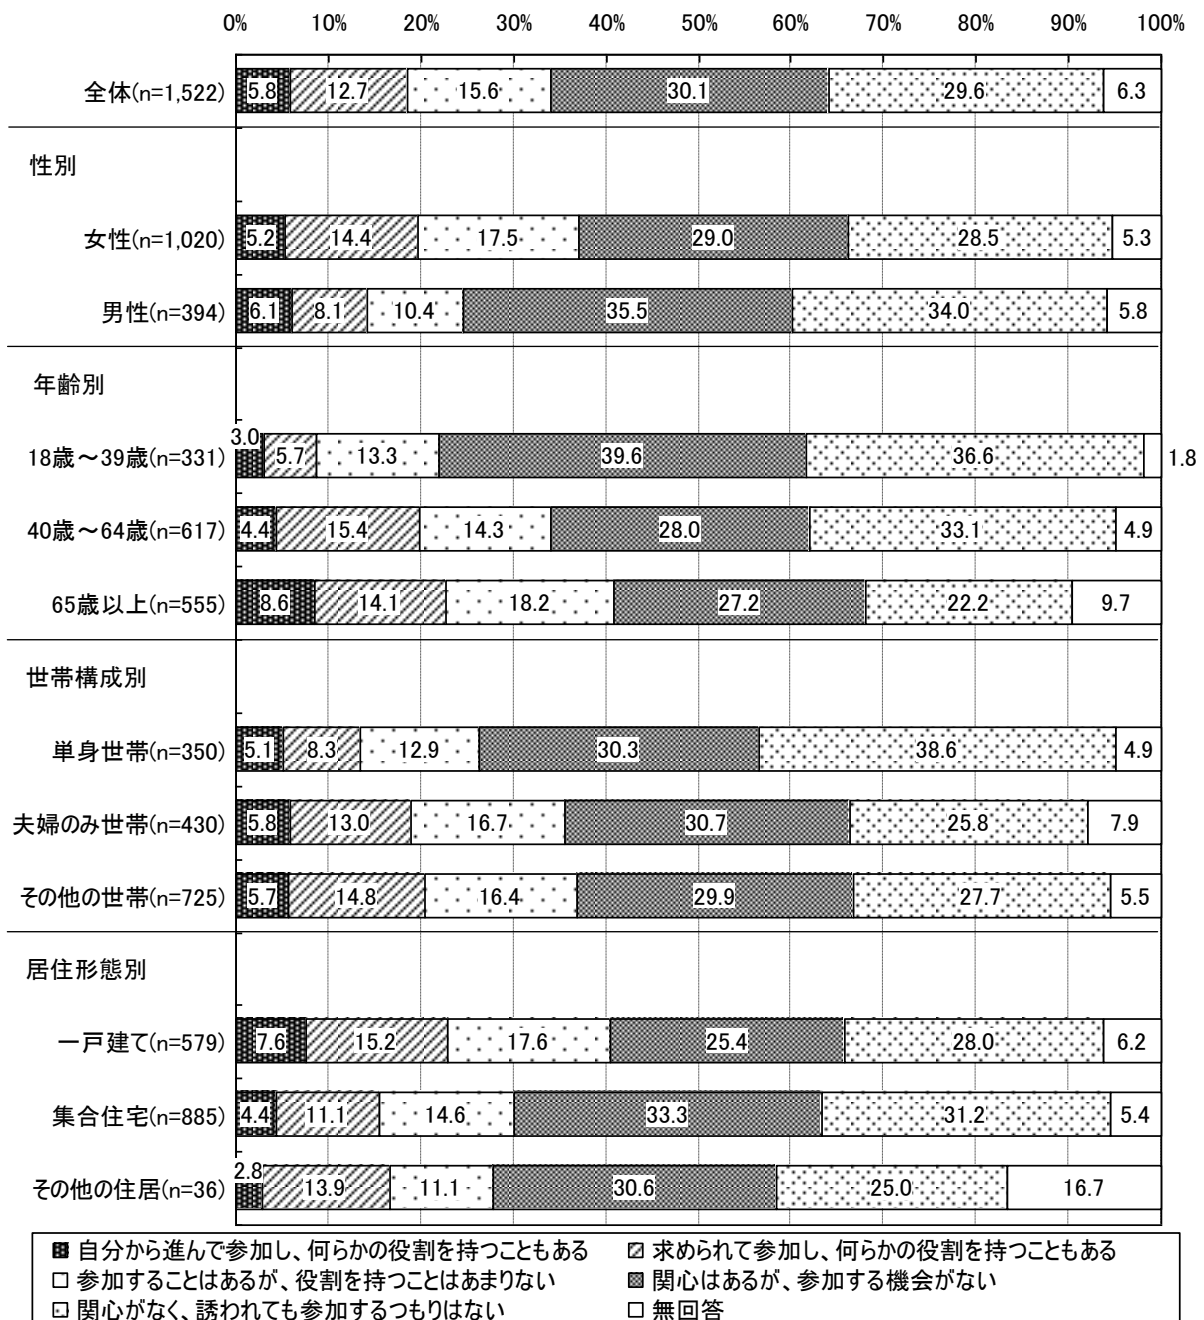 0% 10% 20% 30% 40% 50% 60% 70% 80% 90% 100%
全体(n=1,522) 5.8 12.7 15.6 30.1 29.6 6.3
性別
女性(n=1,020) 5.2 14.4 17.5 29.0 28.5 5.3
男性(n=394) 6.1 8.1 10.4 35.5 34.0 5.8
年齢別
18歳～39歳(n=331) 3.0 5.7 13.3 39.6 36.6 1.8
40歳～64歳(n=617) 4.4 15.4 14.3 28.0 33.1 4.9
65歳以上(n=555) 8.6 14.1 18.2 27.2 22.2 9.7
世帯構成別
単身世帯(n=350) 5.1 8.3 12.9 30.3 38.6 4.9
夫婦のみ世帯(n=430) 5.8 13.0 16.7 30.7 25.8 7.9
その他の世帯(n=725) 5.7 14.8 16.4 29.9 27.7 5.5
居住形態別
一戸建て(n=579) 7.6 15.2 17.6 25.4 28.0 6.2
集合住宅(n=885) 4.4 11.1 14.6 33.3 31.2 5.4
その他の住居(n=36) 2.8 13.9 11.1 30.6 25.0 16.7
自分から進んで参加し、何らかの役割を持つこともある 求められて参加し、何らかの役割を持つこともある
参加することはあるが、役割を持つことはあまりない 関心はあるが、参加する機会がない
関心がなく、誘われても参加するつもりはない 無回答